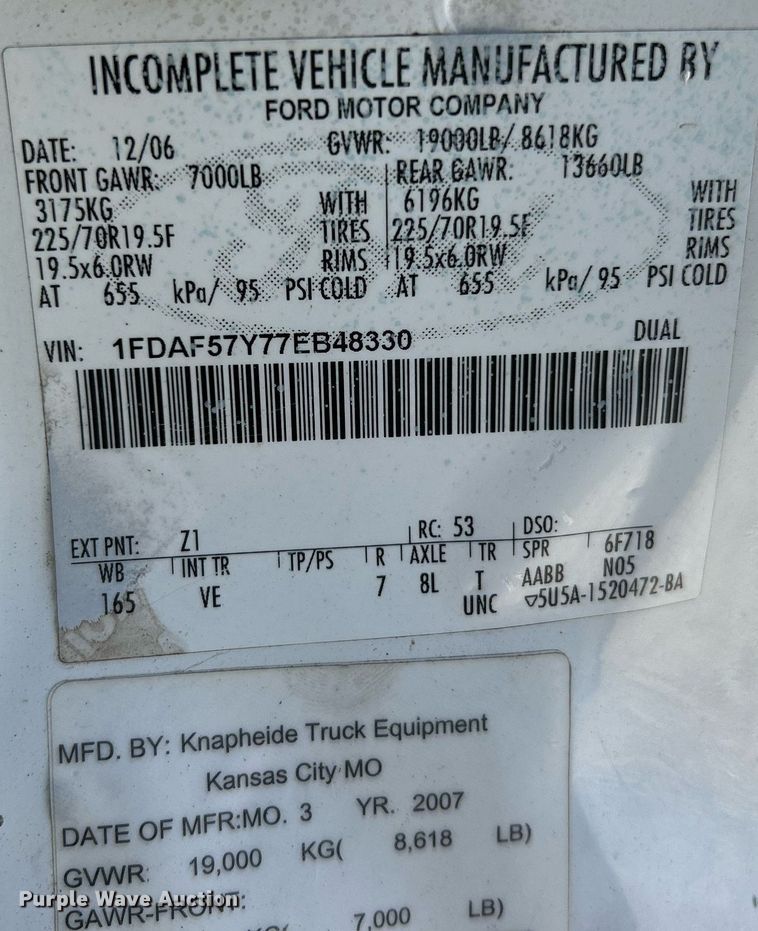 INCOMPLETE VEHICLE MANUFACTURED BY
FORD MOTOR COMPANY
DATE: 12/06 GVWR: 19000LB/ 8618KG
FRONT GAWR: 7000LB REAR GAWR: 13660LB
3175KG WITH 6196KG WITH
225/70R19.5F TIRES 225/70R19.5F TIRES
19.5x6.0RW RIMS 19.5x6.0RW RIMS
AT 655 kPa/ 95 PSI COLD AT 655 kPa/ 95 PSI COLD
VIN: 1FDAF57Y77EB48330 DUAL
EXT PNT: Z1 RC: 53 DSO:
WB INT TR TP/PS R AXLE TR SPR 6F718
165 VE 7 8L T AABB N05
UNC ▽5U5A-1520472-BA
MFD. BY: Knapheide Truck Equipment
Kansas City MO
DATE OF MFR:MO. 3 YR. 2007
GVWR: 19,000 KG( 8,618 LB)
GAWR-FRONT:
KG( 7,000 LB)
Purple Wave Auction